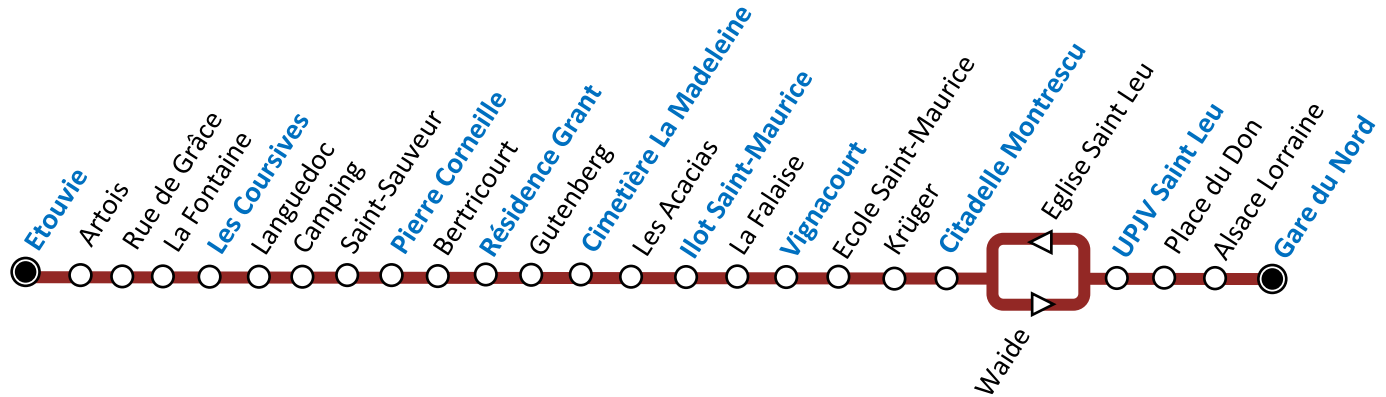 Etouvie
Artois
Rue de Grâce
La Fontaine
Les Coursives
Languedoc
Camping
Saint-Sauveur
Pierre Corneille
Bertricourt
Résidence Grant
Gutenberg
Cimetière La Madeleine
Les Acacias
Ilot Saint-Maurice
La Falaise
Vignacourt
Ecole Saint-Maurice
Krüger
Citadelle Montrescu
Eglise Saint Leu
Waide
UPJV Saint Leu
Place du Don
Alsace Lorraine
Gare du Nord